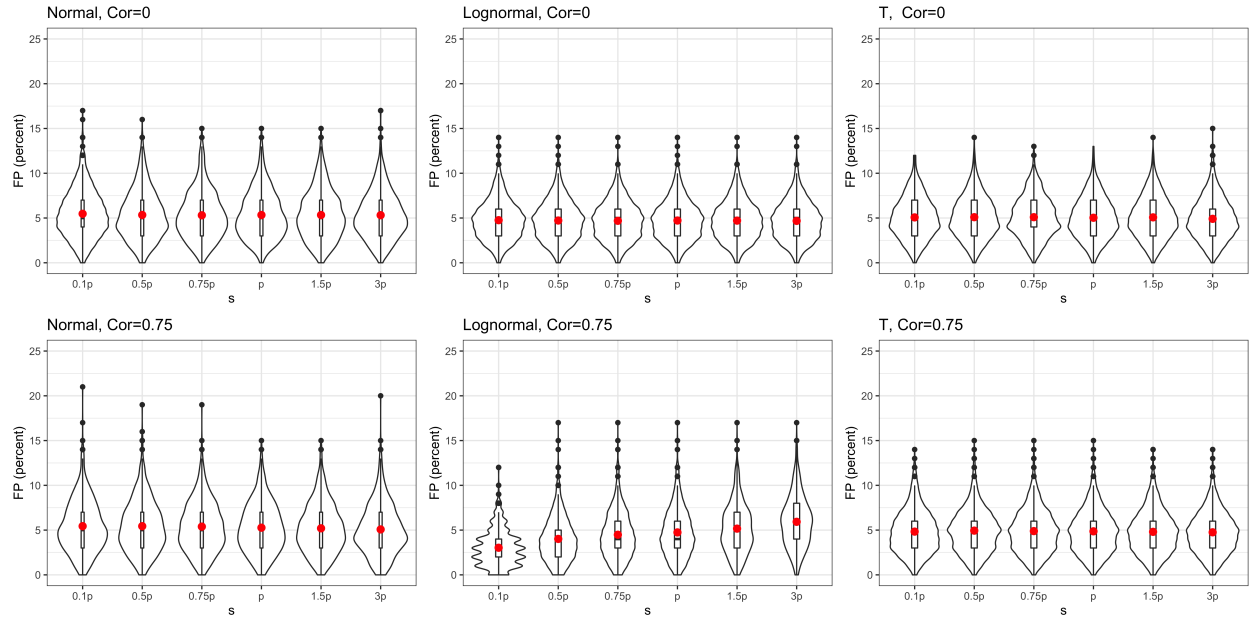 Normal, Cor=0
FP (percent)
25
20
15
10
5
0
0.1p 0.5p 0.75p p 1.5p 3p
s
Lognormal, Cor=0
FP (percent)
25
20
15
10
5
0
0.1p 0.5p 0.75p p 1.5p 3p
s
T,  Cor=0
FP (percent)
25
20
15
10
5
0
0.1p 0.5p 0.75p p 1.5p 3p
s
Normal, Cor=0.75
FP (percent)
25
20
15
10
5
0
0.1p 0.5p 0.75p p 1.5p 3p
s
Lognormal, Cor=0.75
FP (percent)
25
20
15
10
5
0
0.1p 0.5p 0.75p p 1.5p 3p
s
T, Cor=0.75
FP (percent)
25
20
15
10
5
0
0.1p 0.5p 0.75p p 1.5p 3p
s